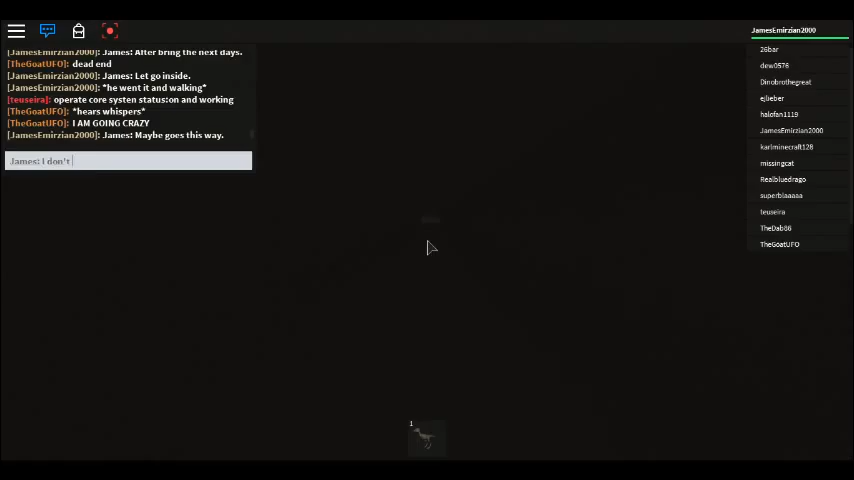 JamesEmirzian2000
[JamesEmirzian2000]: James: After bring the next days.
[TheGoatUFO]: dead end
[JamesEmirzian2000]: James: Let go inside.
[JamesEmirzian2000]: *he went it and walking*
[teuseira]: operate core systen status:on and working
[TheGoatUFO]: *hears whispers*
[TheGoatUFO]: I AM GOING CRAZY
[JamesEmirzian2000]: James: Maybe goes this way.
James: I don't
26bar
dew0576
Dinobrothegreat
ejlieber
halofan1119
JamesEmirzian2000
karlminecraft128
missingcat
Realbluedrago
superblaaaaa
teuseira
TheDab86
TheGoatUFO
1